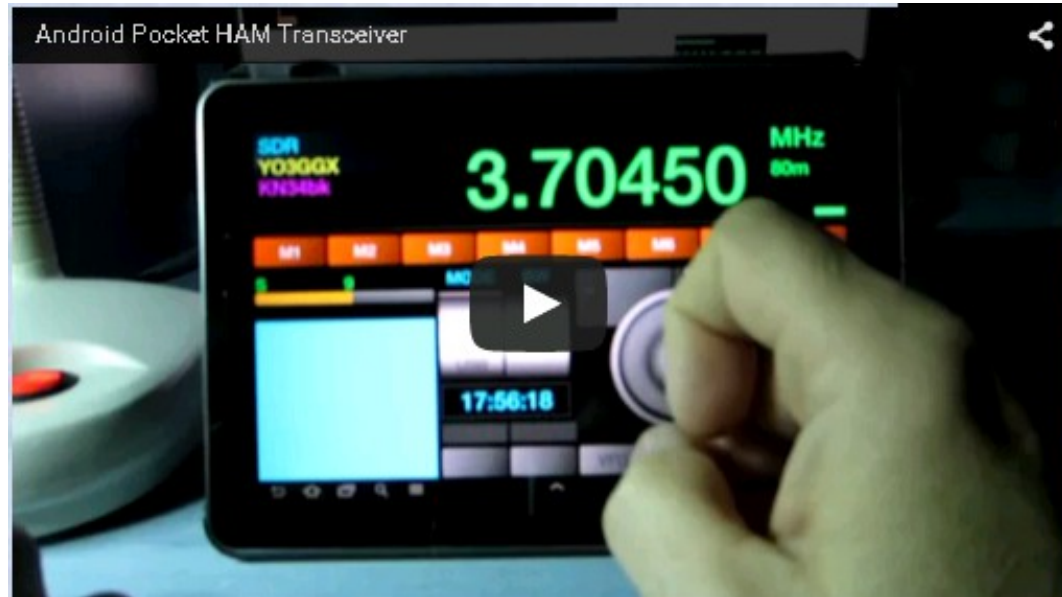 Android Pocket HAM Transceiver
SDR
YO3GGX
KN34bk
3.70450
MHz
80m
M1 M2 M3 M4 M5 M6
S 9
17:56:18